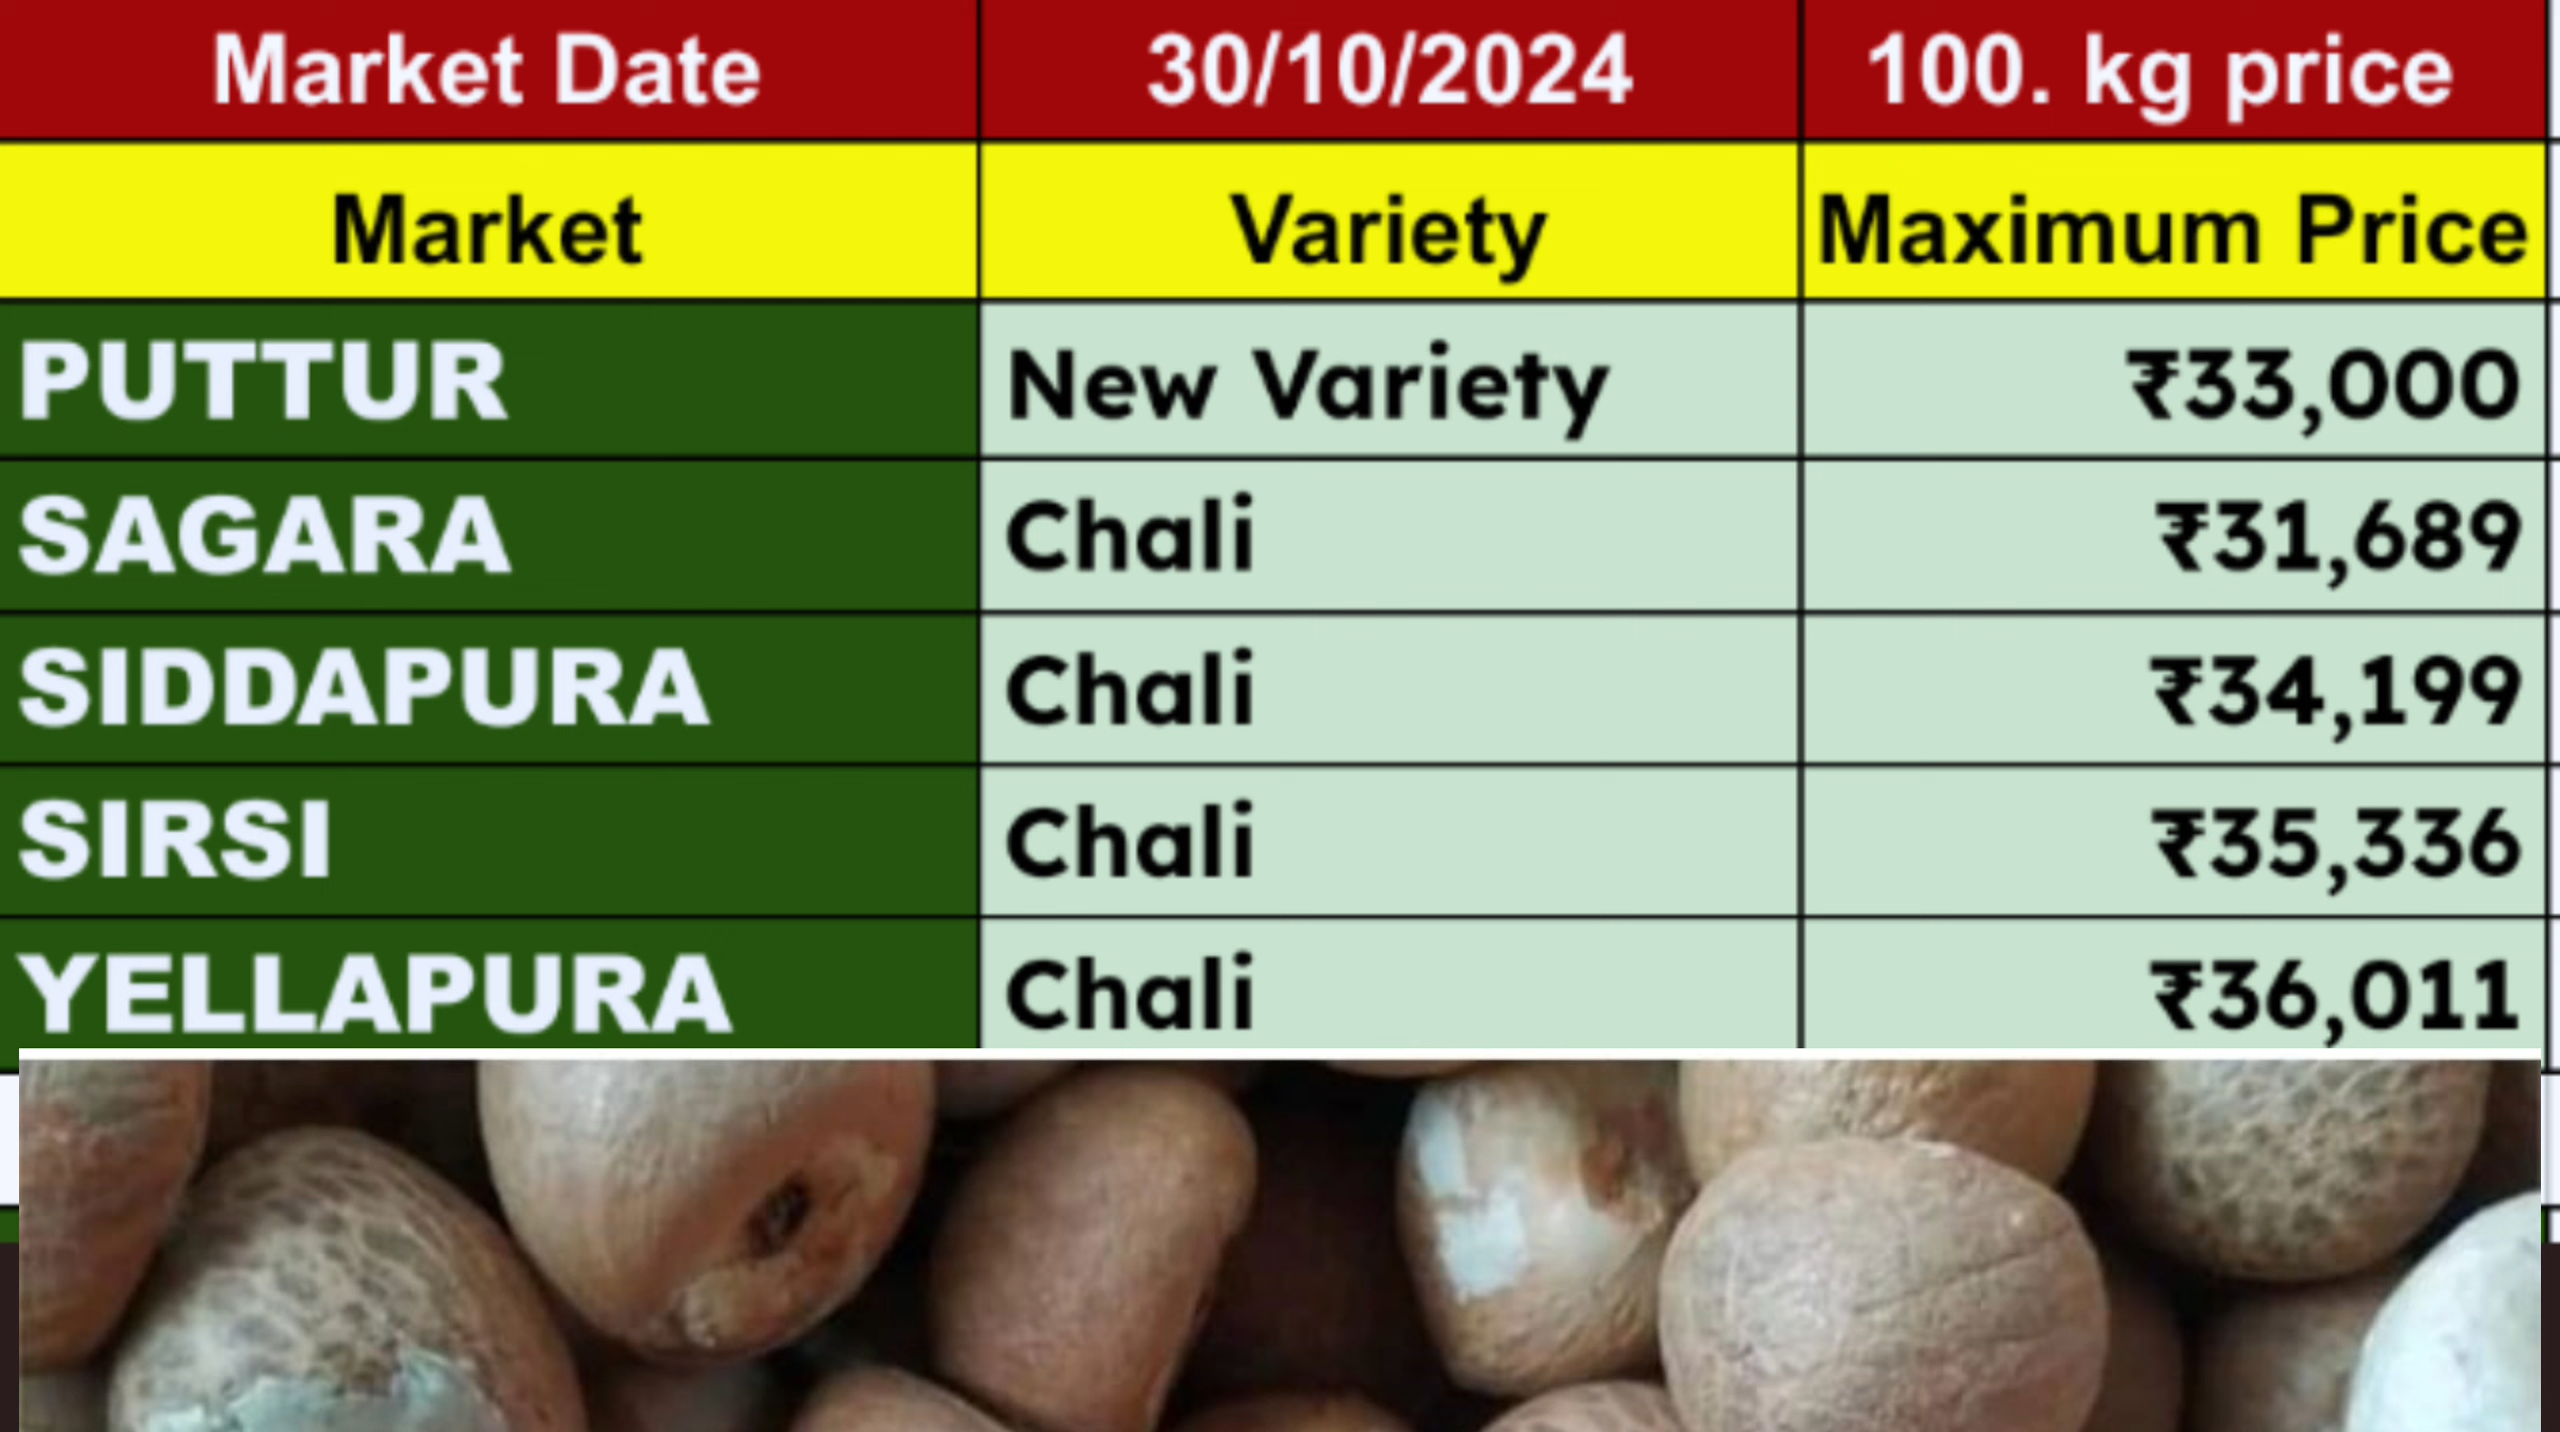 Market Date 30/10/2024 100. kg price
Market Variety Maximum Price
PUTTUR New Variety ₹33,000
SAGARA Chali ₹31,689
SIDDAPURA Chali ₹34,199
SIRSI Chali ₹35,336
YELLAPURA Chali ₹36,011